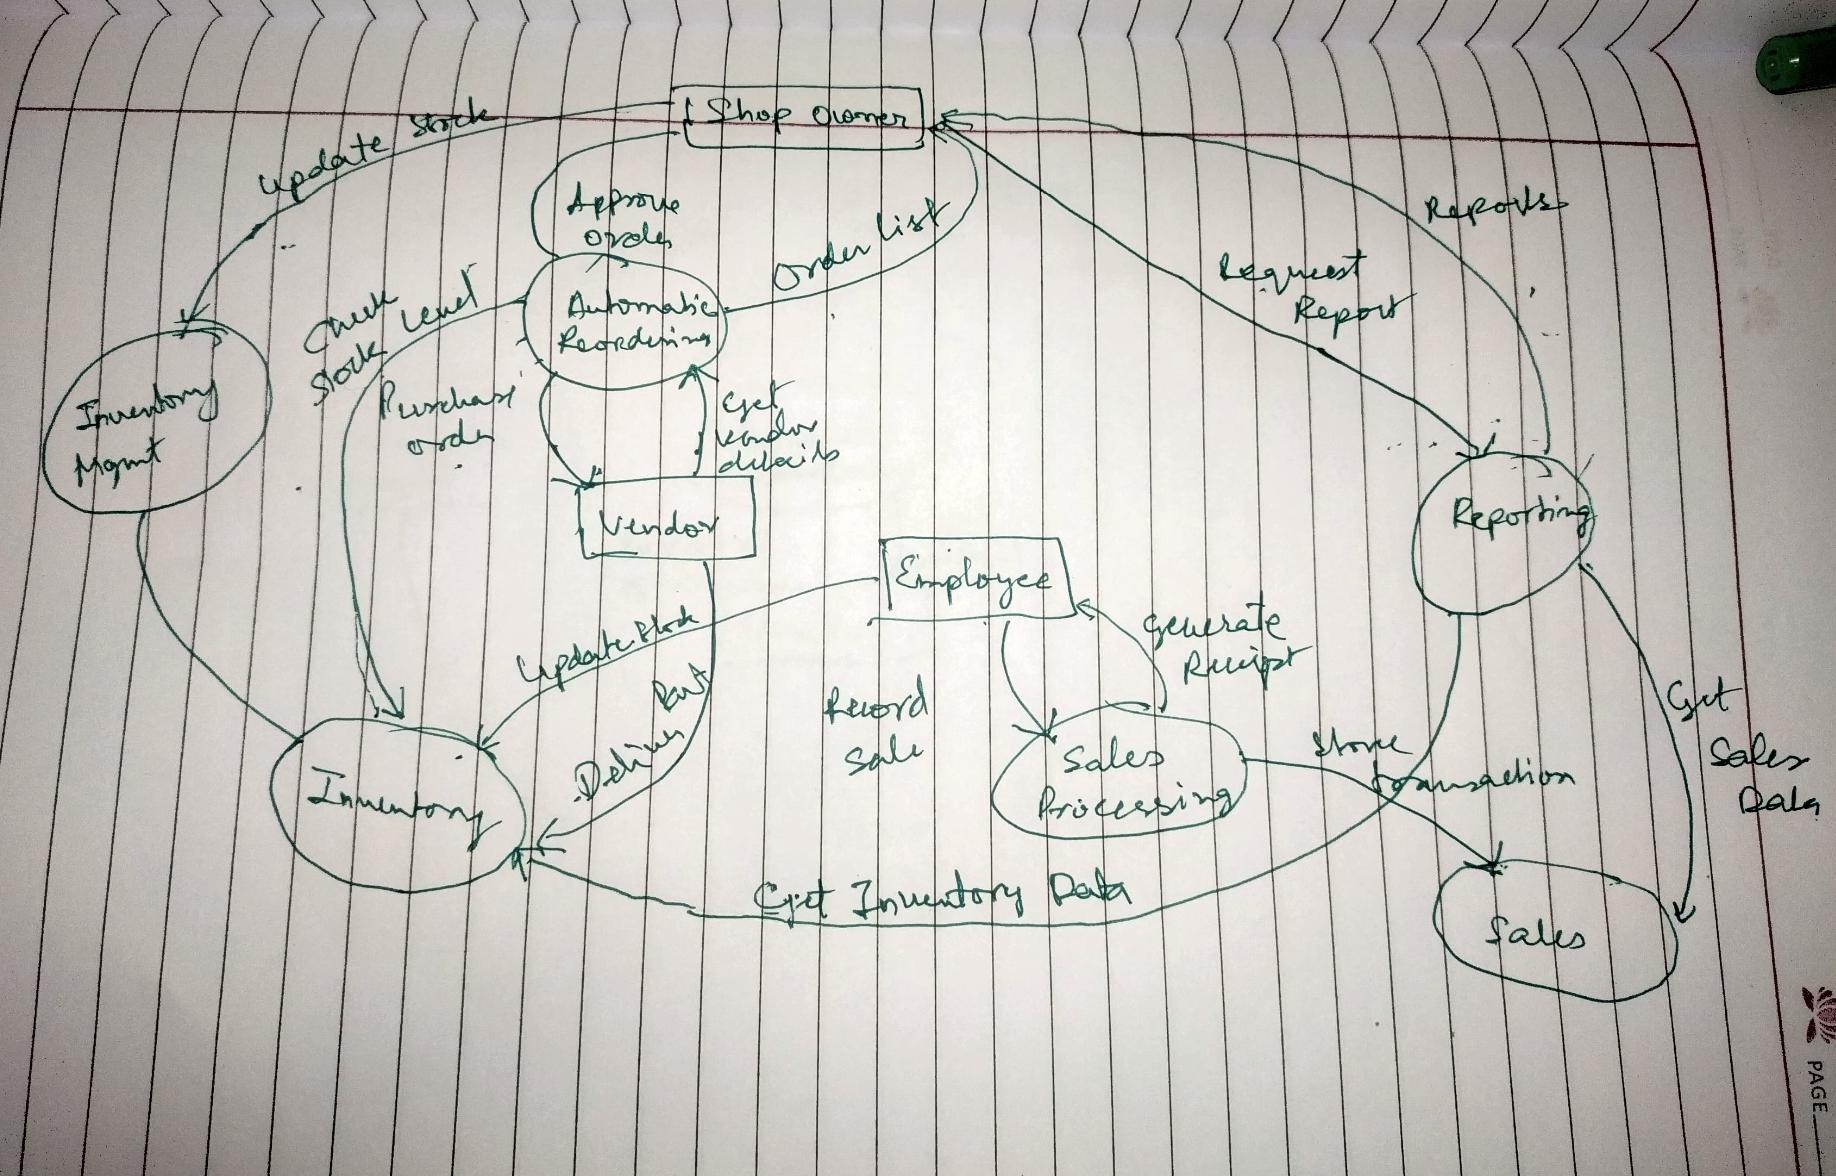 Shop owner
update stock
Approve
order
order list
Reports
Request
Report
Check
stock level
Automatic
Reordering
Inventory
Mgmt
Purchase
order
Get
vendor
details
Vendor
Reporting
Employee
update stock
Generate
Receipt
Part
Deliver
Record
Sale
Sales
Processing
Store
transaction
Get
Sales
Data
Inventory
Get Inventory Data
Sales
PAGE